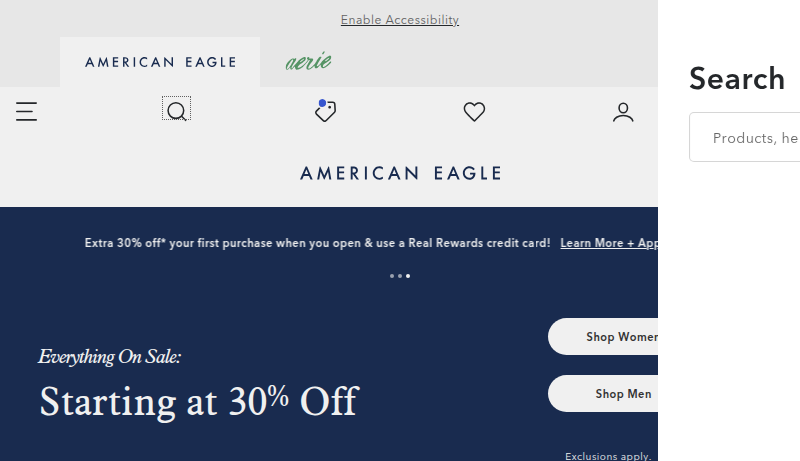 Enable Accessibility
AMERICAN EAGLE
aerie
Search
Products, he
AMERICAN EAGLE
Extra 30% off* your first purchase when you open & use a Real Rewards credit card! Learn More + App
Everything On Sale:
Starting at 30% Off
Shop Women
Shop Men
Exclusions apply.